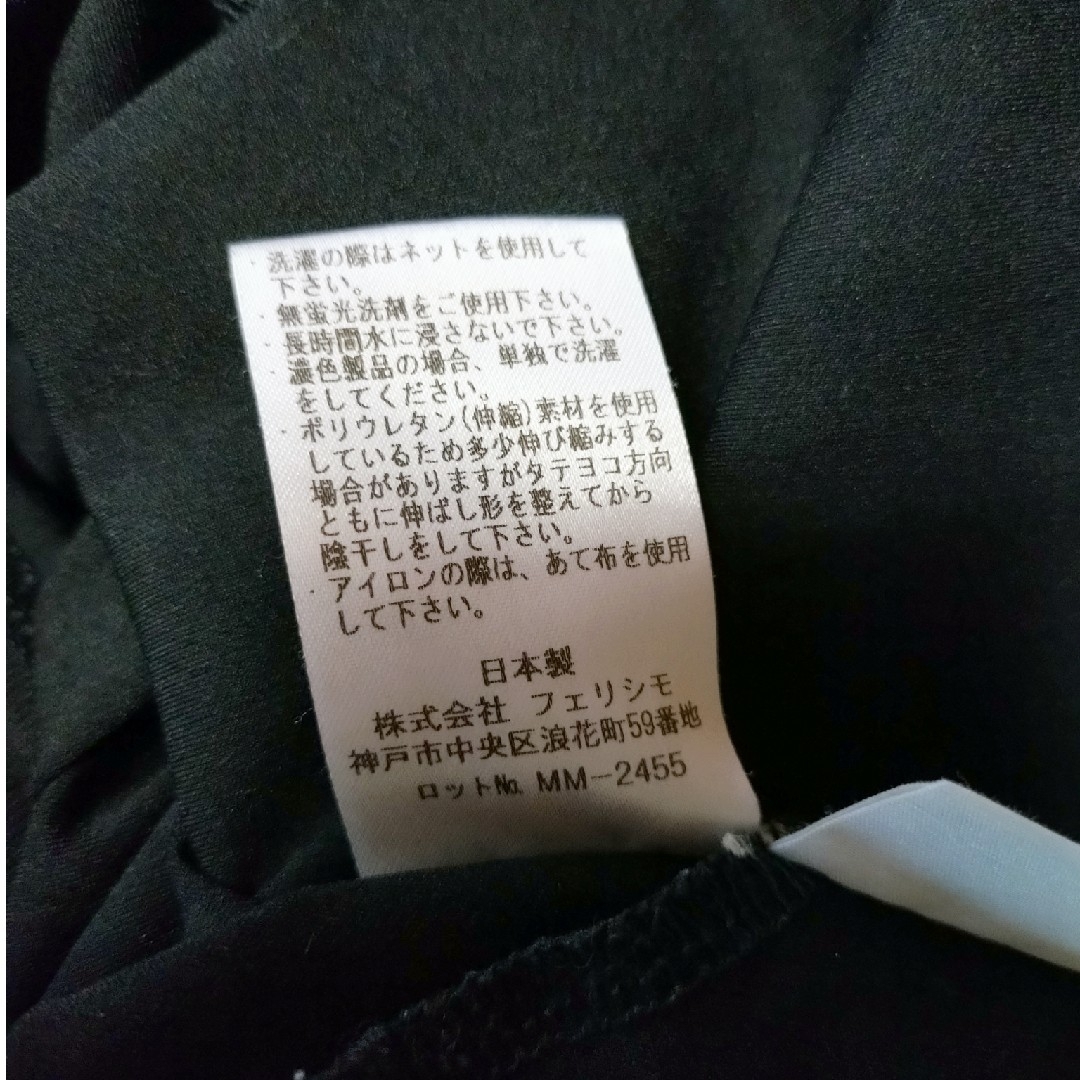 ・洗濯の際はネットを使用して
下さい。
・無蛍光洗剤をご使用下さい。
・長時間水に浸さないで下さい。
・濃色製品の場合、単独で洗濯
をしてください。
・ポリウレタン(伸縮)素材を使用
しているため多少伸び縮みする
場合がありますがタテヨコ方向
ともに伸ばし形を整えてから
陰干しをして下さい。
・アイロンの際は、あて布を使用
して下さい。
日本製
株式会社 フェリシモ
神戸市中央区浪花町59番地
ロット№ MM-2455